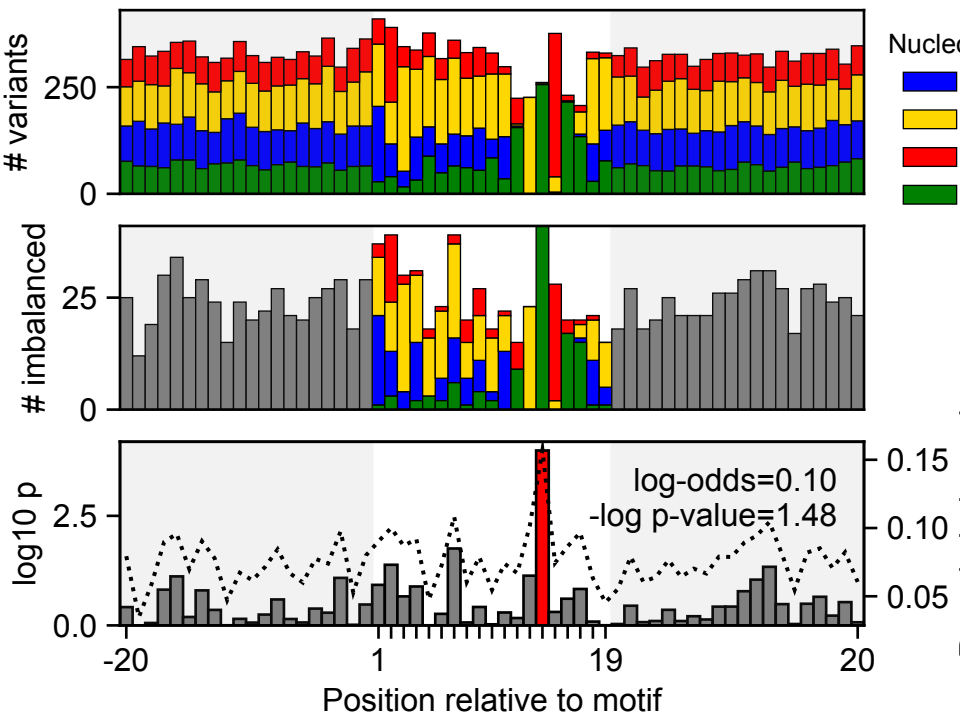 # variants
250
0
Nucleo
# imbalanced
25
0
log10 p
2.5
0.0
log-odds=0.10
-log p-value=1.48
0.15
0.10
0.05
-20
1
19
20
Position relative to motif